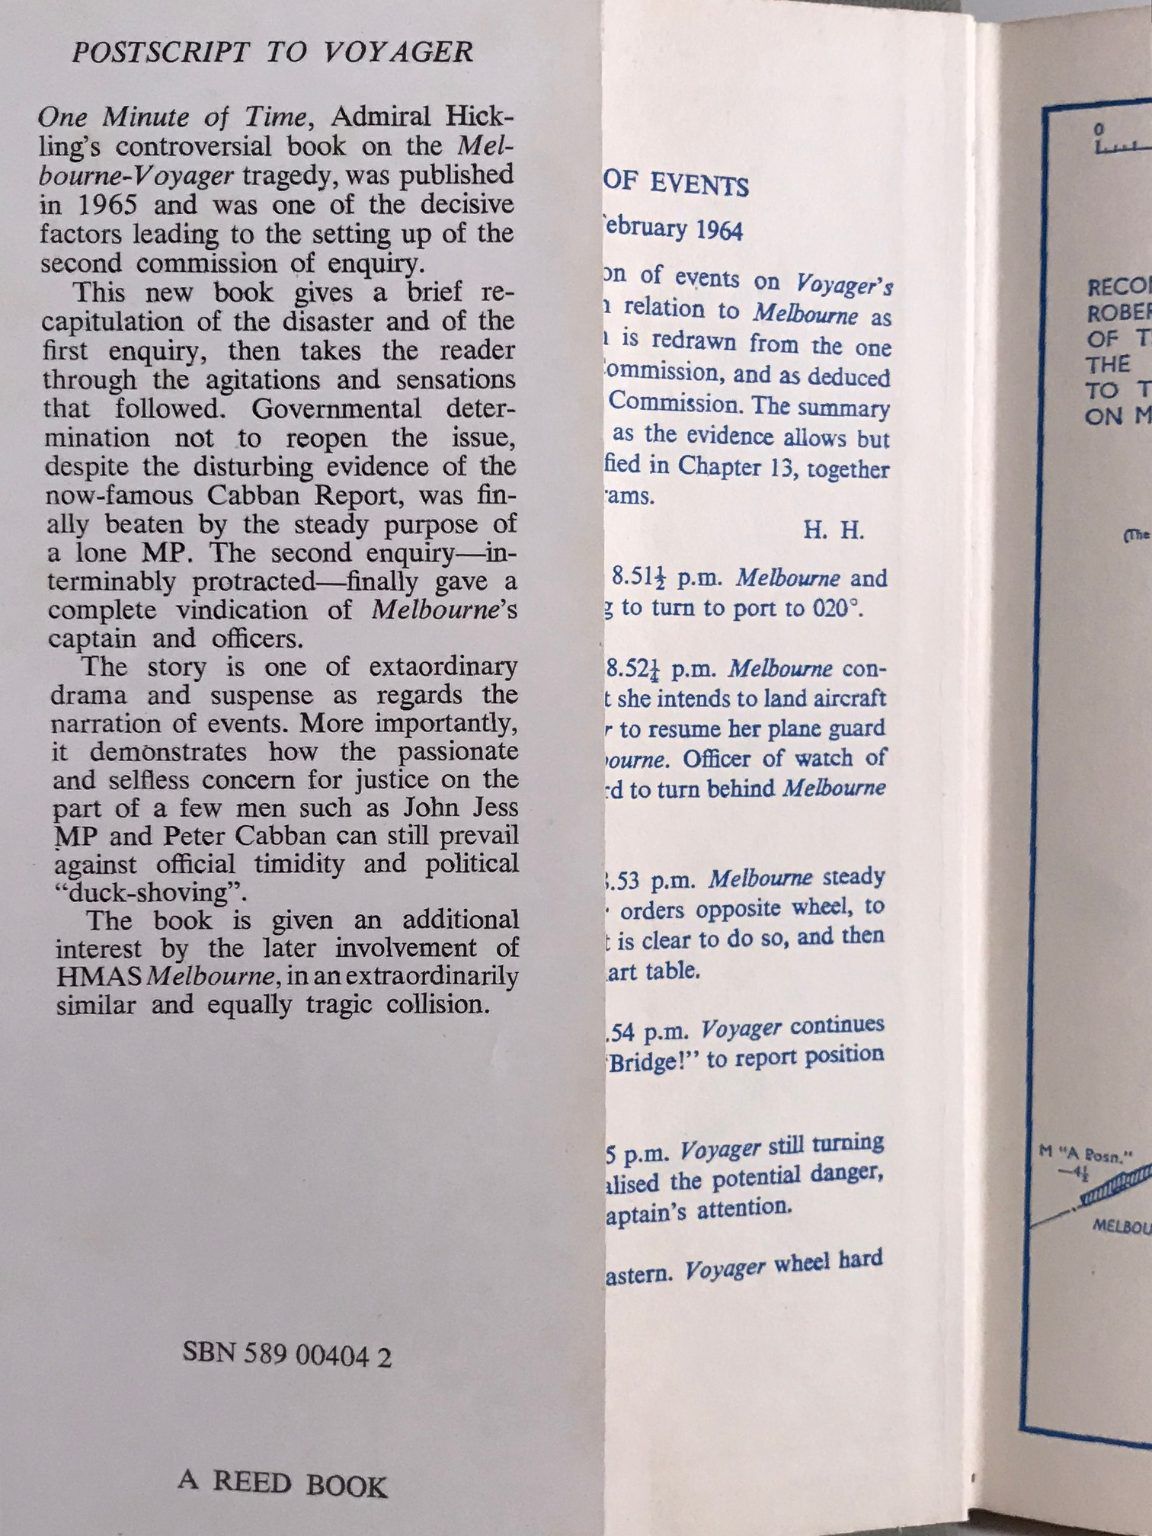 POSTSCRIPT TO VOYAGER
One Minute of Time, Admiral Hick-
ling's controversial book on the Mel-
bourne-Voyager tragedy, was published
in 1965 and was one of the decisive
factors leading to the setting up of the
second commission of enquiry.
This new book gives a brief re-
capitulation of the disaster and of the
first enquiry, then takes the reader
through the agitations and sensations
that followed. Governmental deter-
mination not to reopen the issue,
despite the disturbing evidence of the
now-famous Cabban Report, was fin-
ally beaten by the steady purpose of
a lone MP. The second enquiry—in-
terminably protracted—finally gave a
complete vindication of Melbourne's
captain and officers.
The story is one of extaordinary
drama and suspense as regards the
narration of events. More importantly,
it demonstrates how the passionate
and selfless concern for justice on the
part of a few men such as John Jess
MP and Peter Cabban can still prevail
against official timidity and political
“duck-shoving”.
The book is given an additional
interest by the later involvement of
HMAS Melbourne, in an extraordinarily
similar and equally tragic collision.
SBN 589 00404 2
A REED BOOK
OF EVENTS
ebruary 1964
on of events on Voyager's
relation to Melbourne as
is redrawn from the one
ommission, and as deduced
Commission. The summary
as the evidence allows but
fied in Chapter 13, together
ams.
H. H.
8.51½ p.m. Melbourne and
g to turn to port to 020°.
8.52¼ p.m. Melbourne con-
t she intends to land aircraft
r to resume her plane guard
ourne. Officer of watch of
rd to turn behind Melbourne
.53 p.m. Melbourne steady
orders opposite wheel, to
t is clear to do so, and then
art table.
.54 p.m. Voyager continues
“Bridge!” to report position
5 p.m. Voyager still turning
alised the potential danger,
aptain's attention.
astern. Voyager wheel hard
0
RECO
ROBER
OF T
THE
TO T
ON M
(The
M "A Posn."
—4½
MELBOU